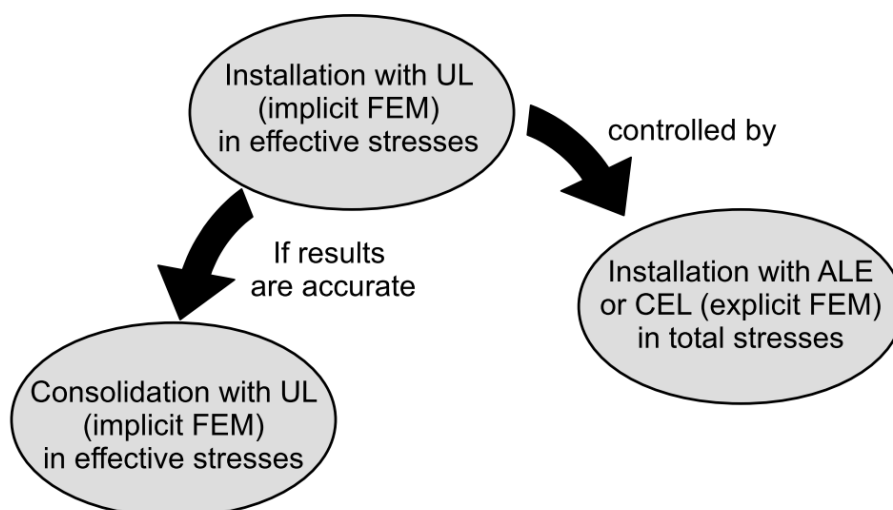 Installation with UL
(implicit FEM)
in effective stresses
controlled by
If results
are accurate
Installation with ALE
or CEL (explicit FEM)
in total stresses
Consolidation with UL
(implicit FEM)
in effective stresses